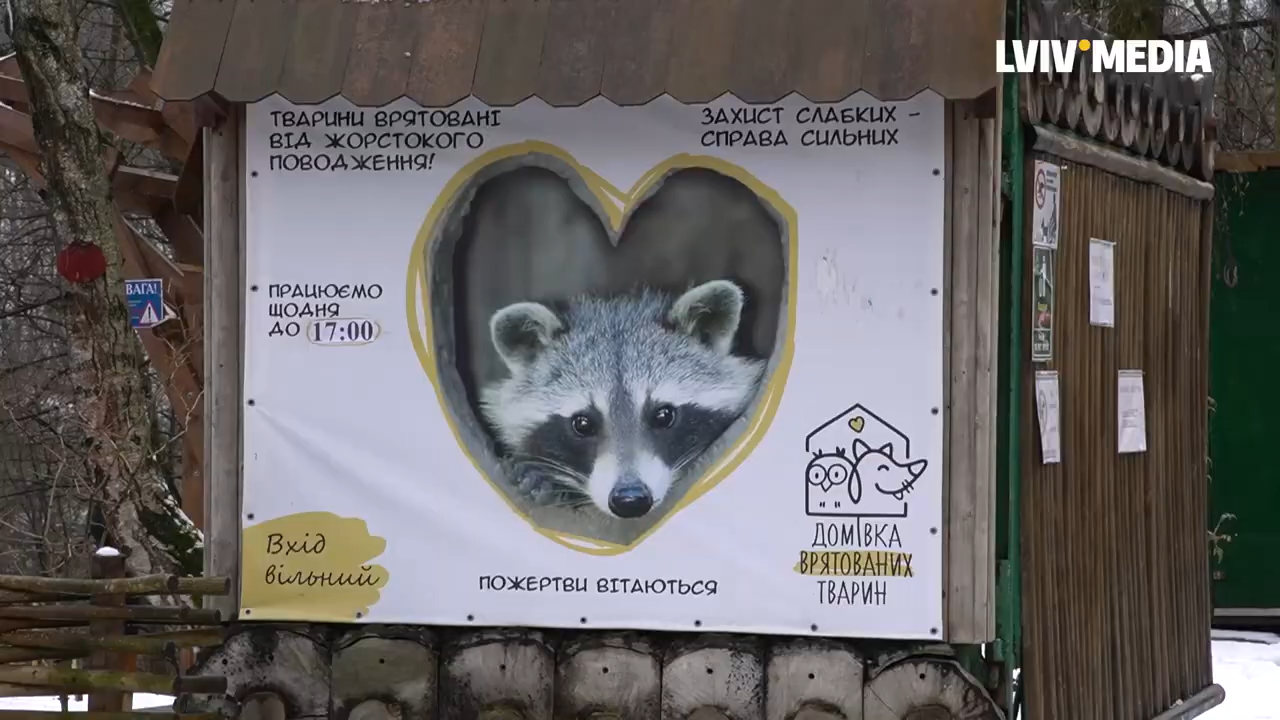 LVIV MEDIA
ТВАРИНИ ВРЯТОВАНІ
ВІД ЖОРСТОКОГО
ПОВОДЖЕННЯ!
ЗАХИСТ СЛАБКИХ –
СПРАВА СИЛЬНИХ
ПРАЦЮЄМО
ЩОДНЯ
ДО 17:00
УВАГА!
Вхід
вільний
ПОЖЕРТВИ ВІТАЮТЬСЯ
ДОМІВКА
ВРЯТОВАНИХ
ТВАРИН